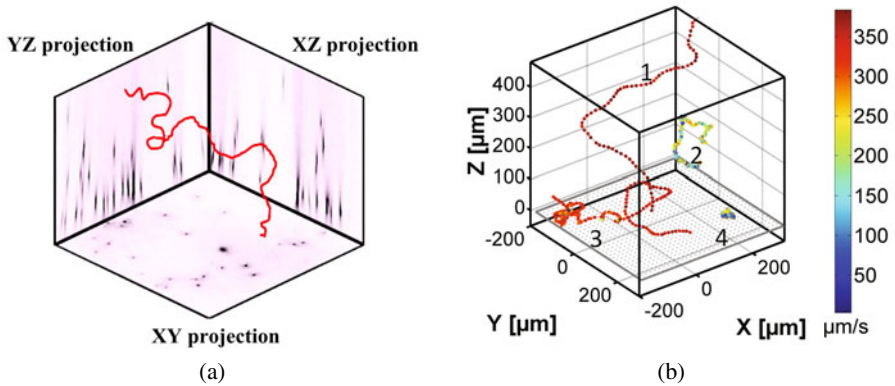 YZ projection
XZ projection
XY projection
(a)
Z [µm]
400
300
200
100
0
-200
0
200
Y [µm]
-200
0
200
X [µm]
1
2
3
4
350
300
250
200
150
100
50
µm/s
(b)